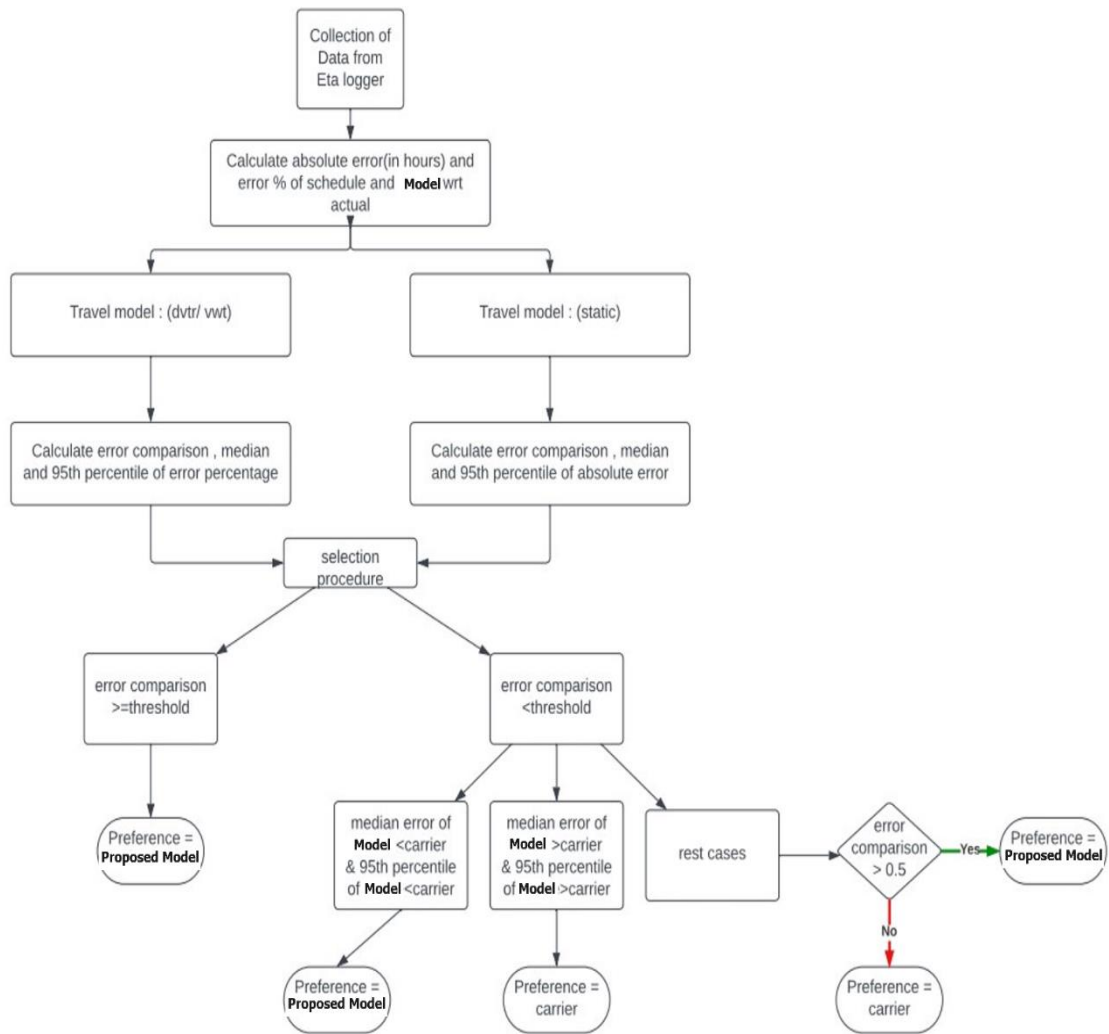 Collection of
Data from
Eta logger
Calculate absolute error(in hours) and
error % of schedule and Model wrt
actual
Travel model : (dvtr/ vwt)
Travel model : (static)
Calculate error comparison , median
and 95th percentile of error percentage
Calculate error comparison , median
and 95th percentile of absolute error
selection
procedure
error comparison
>=threshold
error comparison
<threshold
Preference =
Proposed Model
median error of
Model <carrier
& 95th percentile
of Model <carrier
median error of
Model >carrier
& 95th percentile
of Model >carrier
rest cases
error
comparison
> 0.5
Yes
Preference =
Proposed Model
No
Preference =
Proposed Model
Preference =
carrier
Preference =
carrier